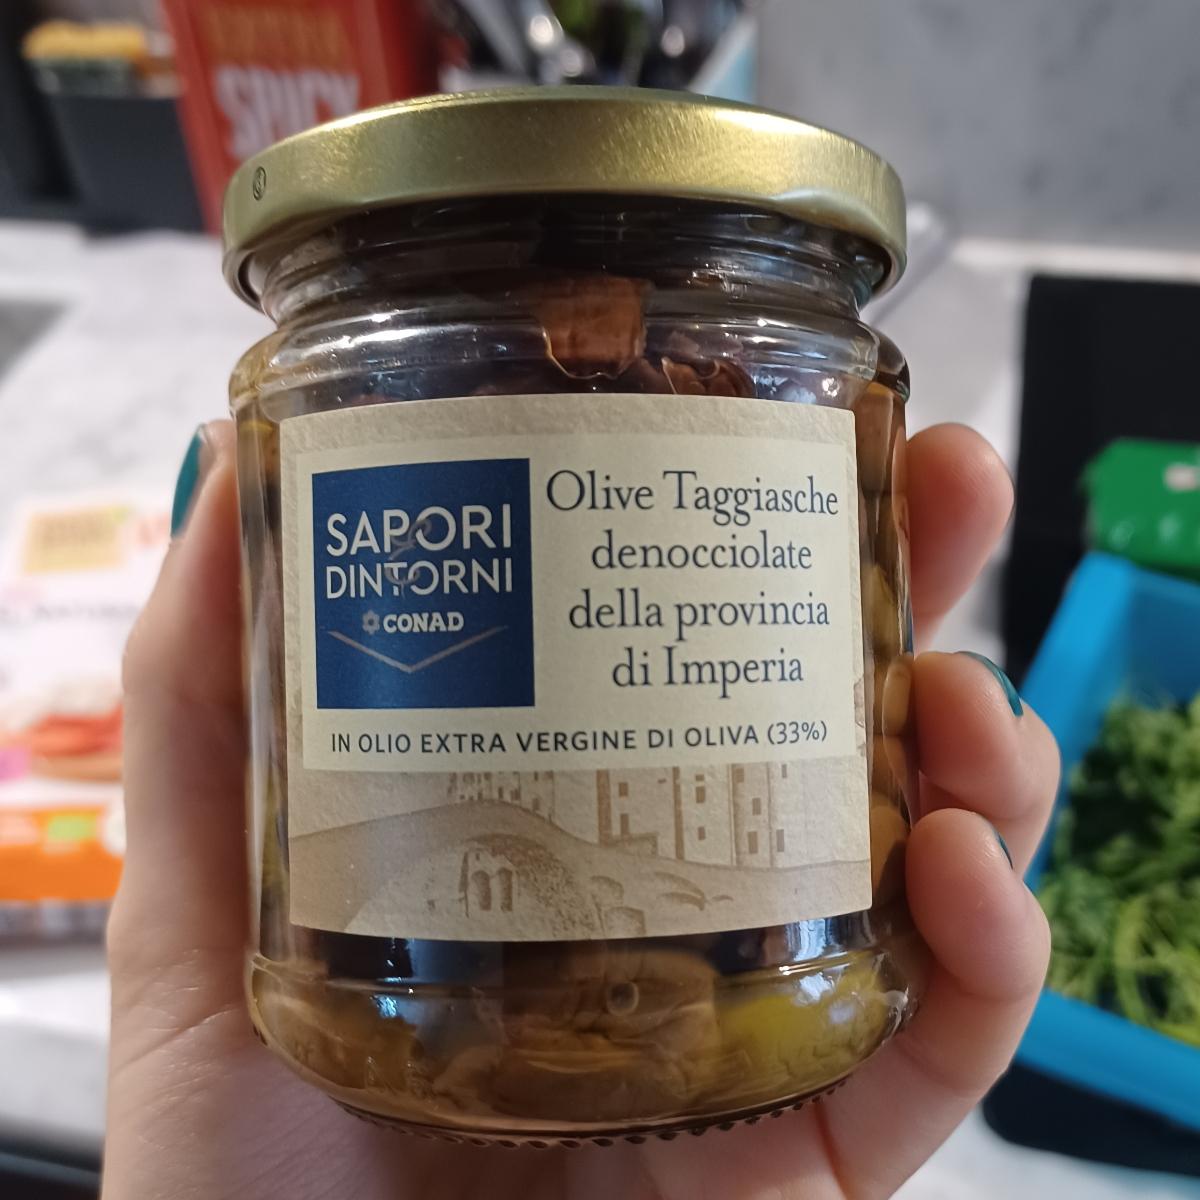 SPICY
SAPORI
&
DINTORNI
CONAD
Olive Taggiasche
denocciolate
della provincia
di Imperia
IN OLIO EXTRA VERGINE DI OLIVA (33%)